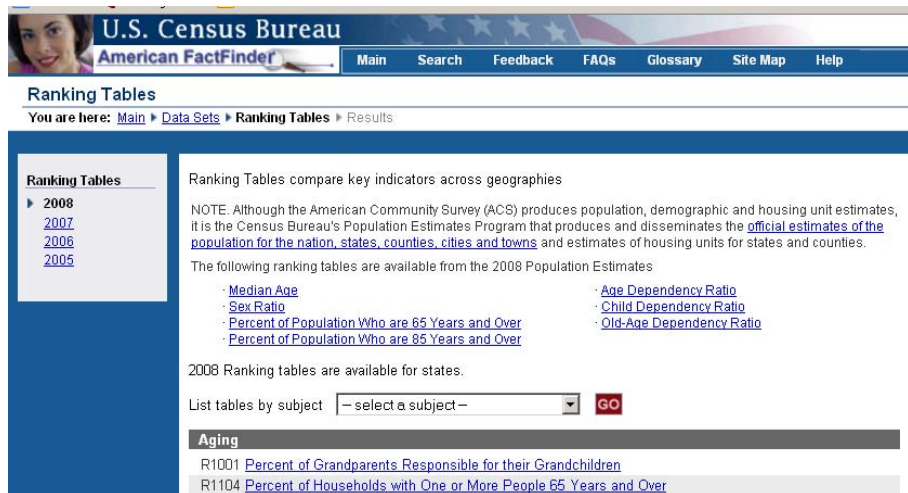 U.S. Census Bureau
American FactFinder
Main Search Feedback FAQs Glossary Site Map Help
Ranking Tables
You are here: Main Data Sets Ranking Tables Results
Ranking Tables
2008
2007
2006
2005
Ranking Tables compare key indicators across geographies
NOTE. Although the American Community Survey (ACS) produces population, demographic and housing unit estimates,
it is the Census Bureau's Population Estimates Program that produces and disseminates the official estimates of the
population for the nation, states, counties, cities and towns and estimates of housing units for states and counties.
The following ranking tables are available from the 2008 Population Estimates
· Median Age
· Sex Ratio
· Percent of Population Who are 65 Years and Over
· Percent of Population Who are 85 Years and Over
· Age Dependency Ratio
· Child Dependency Ratio
· Old-Age Dependency Ratio
2008 Ranking tables are available for states.
List tables by subject – select a subject – GO
Aging
R1001 Percent of Grandparents Responsible for their Grandchildren
R1104 Percent of Households with One or More People 65 Years and Over